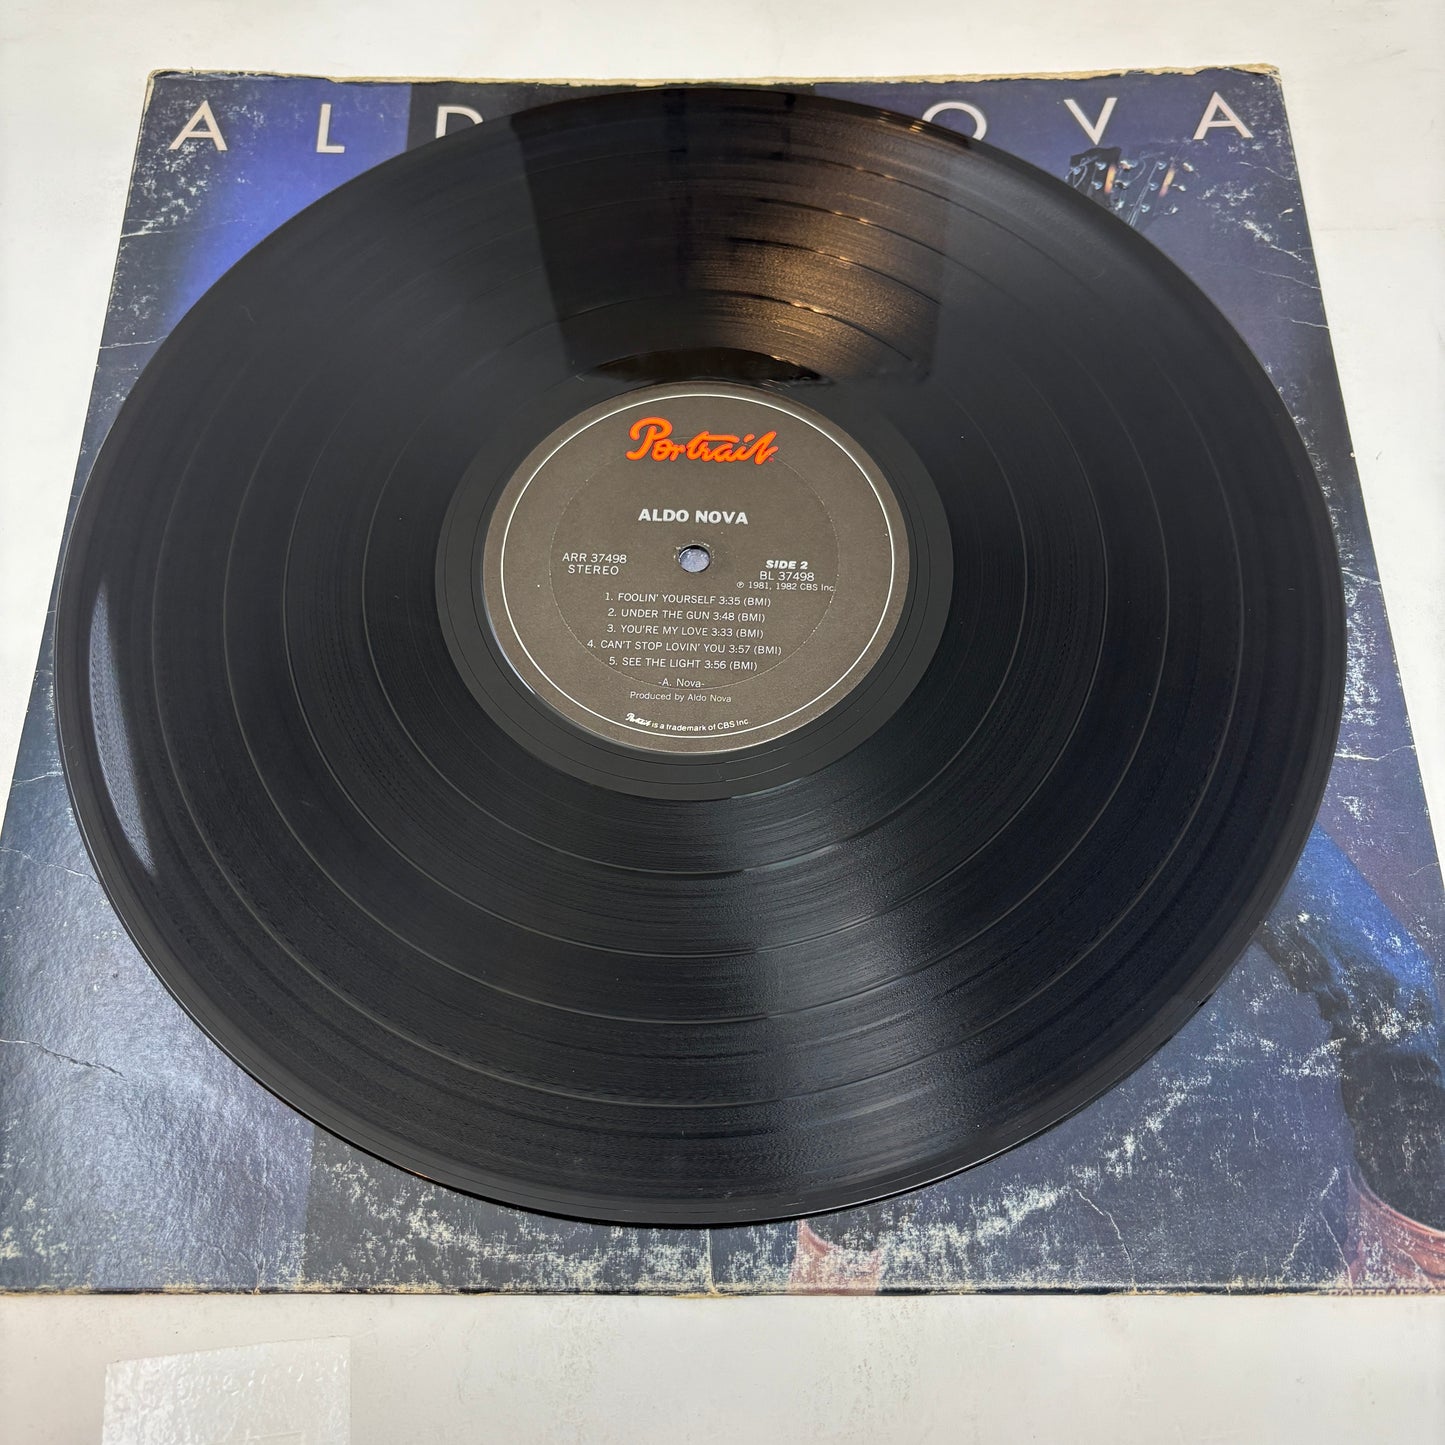 ALD OVA
Portrait
ALDO NOVA
ARR 37498
STEREO
SIDE 2
BL 37498
℗ 1981, 1982 CBS Inc.
1. FOOLIN' YOURSELF 3:35 (BMI)
2. UNDER THE GUN 3:48 (BMI)
3. YOU'RE MY LOVE 3:33 (BMI)
4. CAN'T STOP LOVIN' YOU 3:57 (BMI)
5. SEE THE LIGHT 3:56 (BMI)
-A. Nova-
Produced by Aldo Nova
Portrait is a trademark of CBS Inc
PORTRAIT